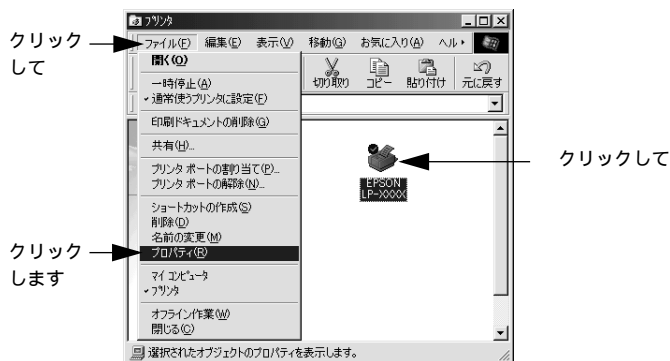 プリンタ
ファイル(F) 編集(E) 表示(V) 移動(G) お気に入り(A) ヘル
クリック
して
開く(O)
一時停止(A)
通常使うプリンタに設定(F)
印刷ドキュメントの削除(G)
共有(H)...
プリンタ ポートの割り当て(P)...
プリンタ ポートの解除(N)...
ショートカットの作成(S)
削除(D)
名前の変更(M)
プロパティ(R)
マイ コンピュータ
プリンタ
オフライン作業(W)
閉じる(C)
クリック
します
切り取り コピー 貼り付け 元に戻す
EPSON
LP-XXXX
クリックして
選択されたオブジェクトのプロパティを表示します。